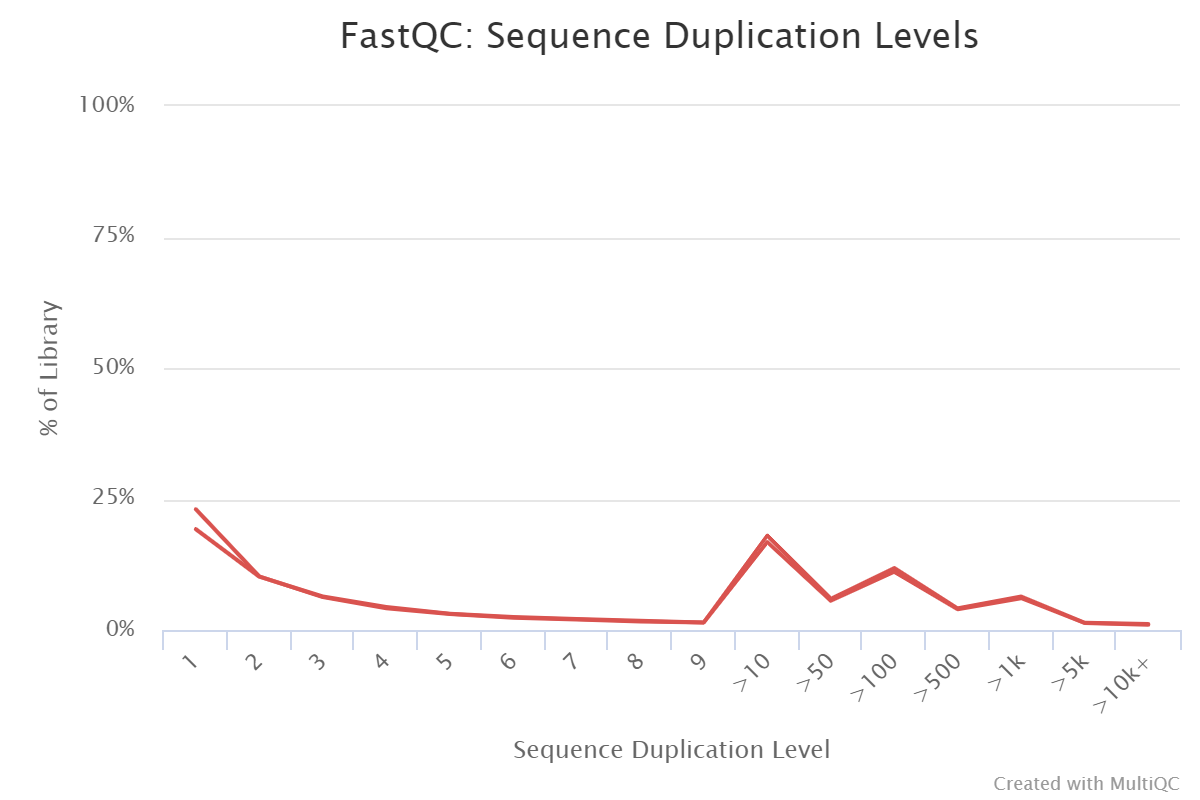 FastQC: Sequence Duplication Levels
100%
75%
50%
25%
0%
% of Library
1
2
3
4
5
6
7
8
9
>10
>50
>100
>500
>1k
>5k
>10k+
Sequence Duplication Level
Created with MultiQC